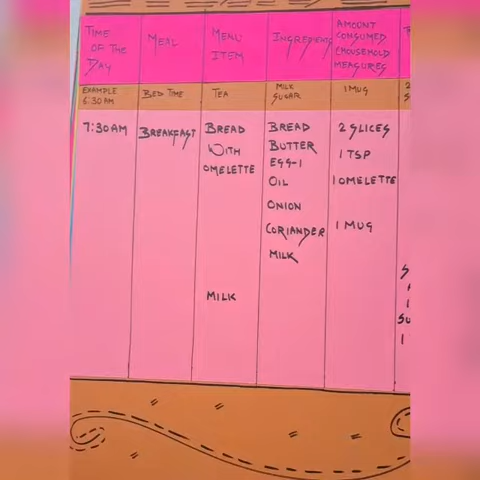 TIME OF THE DAY
MEAL
MENU ITEM
INGREDIENTS
AMOUNT CONSUMED (HOUSEHOLD MEASURES
EXAMPLE 6.30 AM
BED TIME
TEA
MILK SUGAR
1 MUG
7:30AM
BREAKFAST
BREAD WITH OMELETTE
BREAD
2 SLICES
BUTTER
1 TSP
EGG-1
OIL
1 OMELETTE
ONION
CORIANDER
1 MUG
MILK
MILK